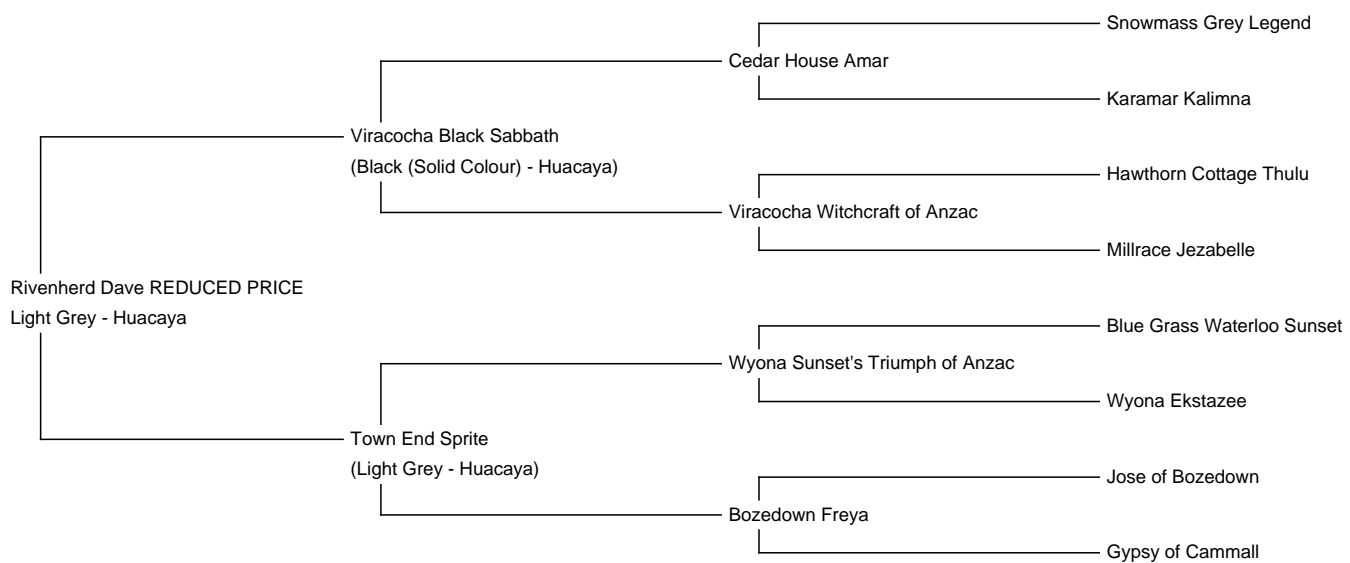 Snowmass Grey Legend
Cedar House Amar
Karamar Kalimna
Viracocha Black Sabbath
(Black (Solid Colour) - Huacaya)
Hawthorn Cottage Thulu
Viracocha Witchcraft of Anzac
Millrace Jezabelle
Rivenherd Dave REDUCED PRICE
Light Grey - Huacaya
Blue Grass Waterloo Sunset
Wyona Sunset's Triumph of Anzac
Wyona Ekstazee
Town End Sprite
(Light Grey - Huacaya)
Jose of Bozedown
Bozedown Freya
Gypsy of Cammall